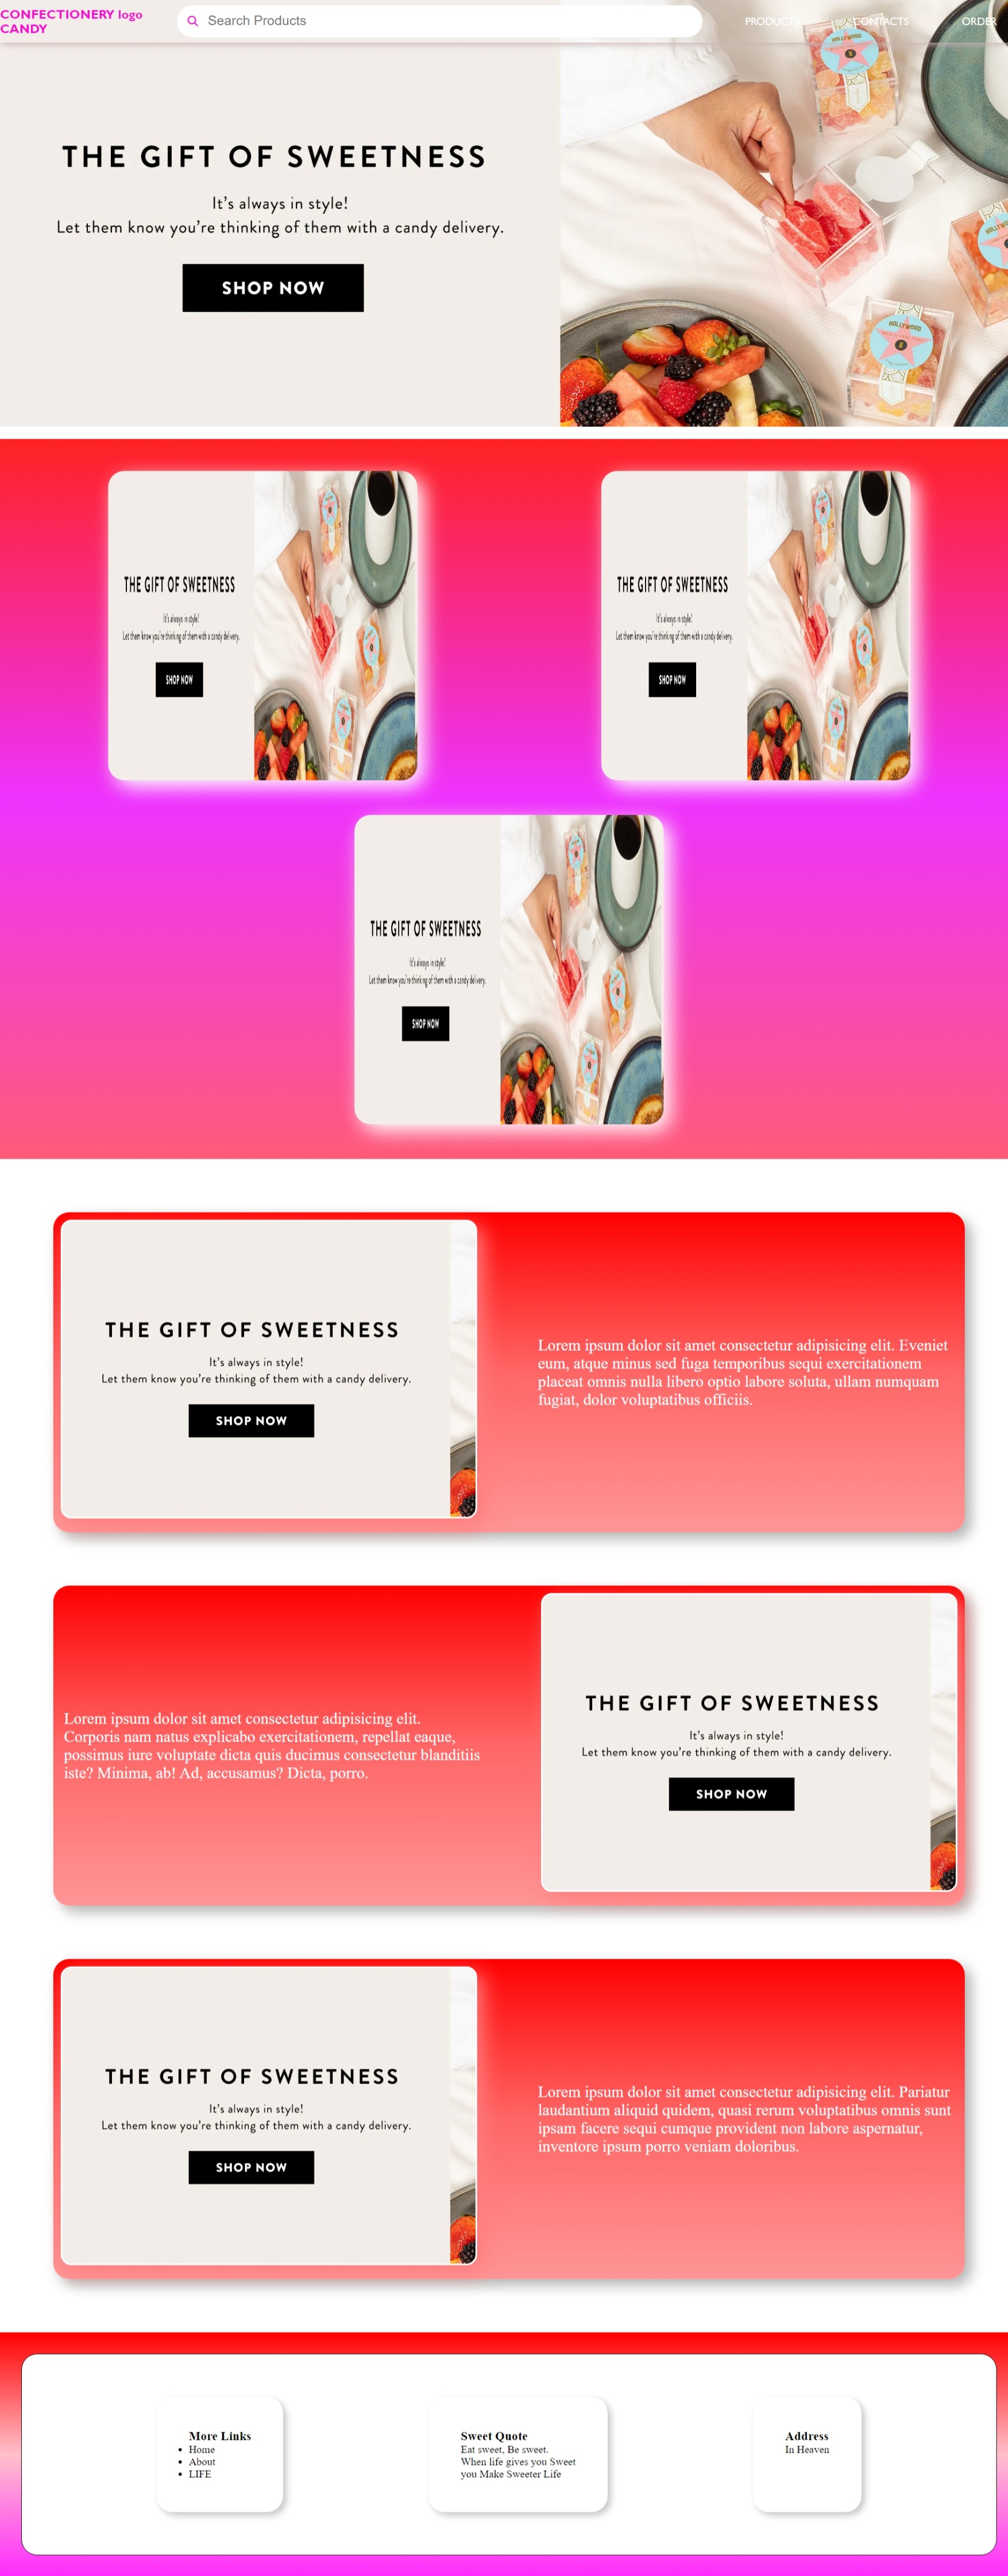 CONFECTIONERY logo
CANDY
Search Products
PRODUCTS
CONTACTS
ORDER
HOLLYWOOD
HOLLYWOOD
THE GIFT OF SWEETNESS
It's always in style!
Let them know you're thinking of them with a candy delivery.
SHOP NOW
HOLLYWOOD
THE GIFT OF SWEETNESS
It's always in style!
Let them know you're thinking of them with a candy delivery.
SHOP NOW
THE GIFT OF SWEETNESS
It's always in style!
Let them know you're thinking of them with a candy delivery.
SHOP NOW
THE GIFT OF SWEETNESS
It's always in style!
Let them know you're thinking of them with a candy delivery.
SHOP NOW
THE GIFT OF SWEETNESS
It's always in style!
Let them know you're thinking of them with a candy delivery.
SHOP NOW
Lorem ipsum dolor sit amet consectetur adipisicing elit. Eveniet
eum, atque minus sed fuga temporibus sequi exercitationem
placeat omnis nulla libero optio labore soluta, ullam numquam
fugiat, dolor voluptatibus officiis.
Lorem ipsum dolor sit amet consectetur adipisicing elit.
Corporis nam natus explicabo exercitationem, repellat eaque,
possimus iure voluptate dicta quis ducimus consectetur blanditiis
iste? Minima, ab! Ad, accusamus? Dicta, porro.
THE GIFT OF SWEETNESS
It's always in style!
Let them know you're thinking of them with a candy delivery.
SHOP NOW
THE GIFT OF SWEETNESS
It's always in style!
Let them know you're thinking of them with a candy delivery.
SHOP NOW
Lorem ipsum dolor sit amet consectetur adipisicing elit. Pariatur
laudantium aliquid quidem, quasi rerum voluptatibus omnis sunt
ipsam facere sequi cumque provident non labore aspernatur,
inventore ipsum porro veniam doloribus.
More Links
Home
About
LIFE
Sweet Quote
Eat sweet, Be sweet.
When life gives you Sweet
you Make Sweeter Life
Address
In Heaven